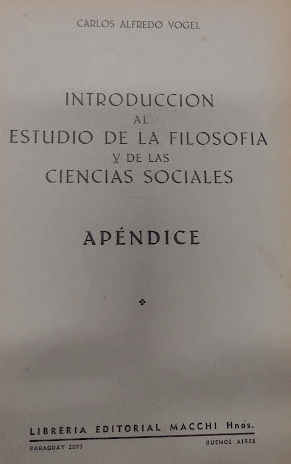 CARLOS ALFREDO VOGEL
INTRODUCCION
AL
ESTUDIO DE LA FILOSOFIA
Y DE LAS
CIENCIAS SOCIALES
APÉNDICE
LIBRERIA EDITORIAL MACCHI Hnos.
PARAGUAY 2077 BUENOS AIRES